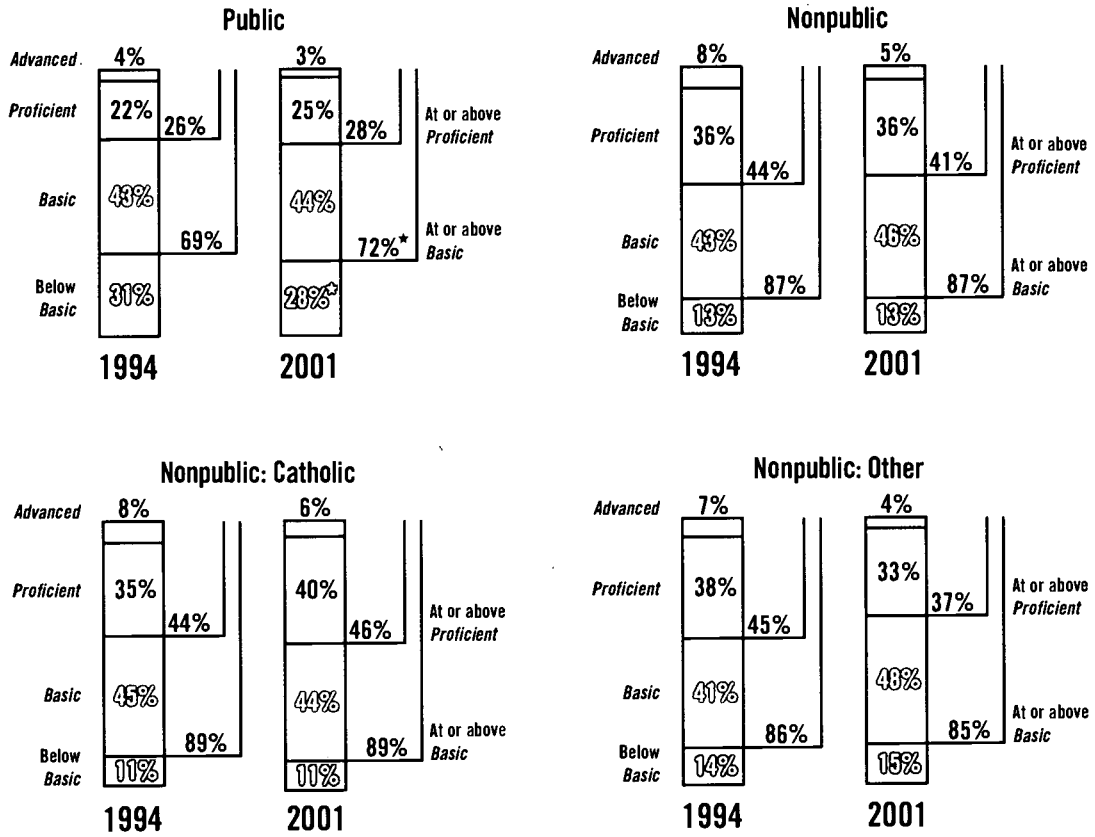 Public
Advanced 4% 3%
Proficient 22% 25%
26% 28%
At or above
Proficient
Basic 43% 44%
69% 72%★
At or above
Basic
Below
Basic
31% 28%★
1994 2001
Nonpublic
Advanced 8% 5%
Proficient 36% 36%
44% 41%
At or above
Proficient
Basic 43% 46%
87% 87%
At or above
Basic
Below
Basic
13% 13%
1994 2001
Nonpublic: Catholic
Advanced 8% 6%
Proficient 35% 40%
44% 46%
At or above
Proficient
Basic 45% 44%
89% 89%
At or above
Basic
Below
Basic
11% 11%
1994 2001
Nonpublic: Other
Advanced 7% 4%
Proficient 38% 33%
45% 37%
At or above
Proficient
Basic 41% 48%
86% 85%
At or above
Basic
Below
Basic
14% 15%
1994 2001